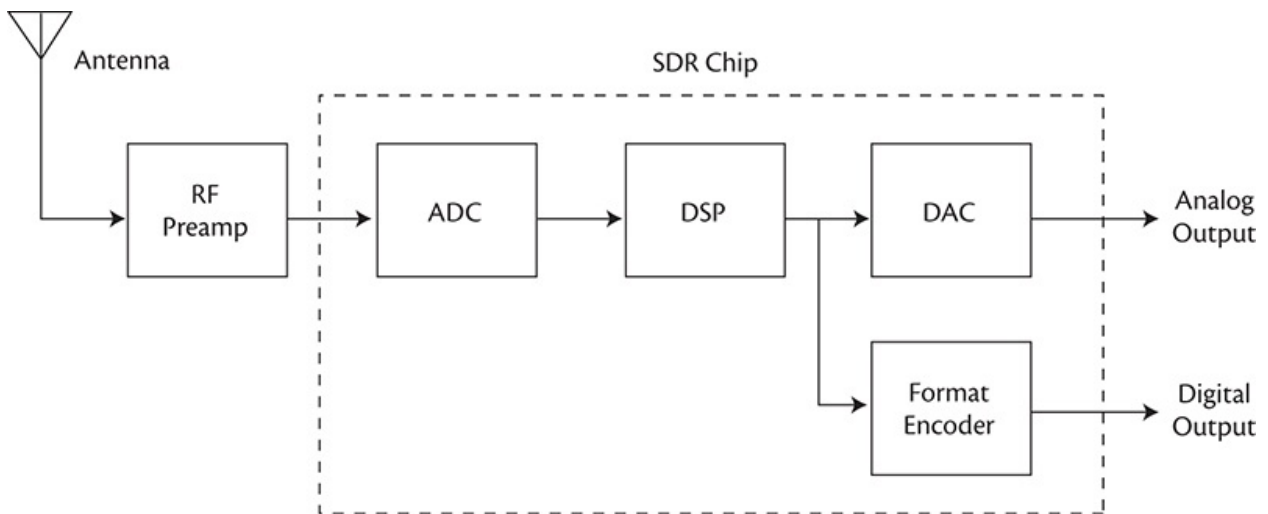 Antenna
SDR Chip
RF
Preamp
ADC
DSP
DAC
Analog
Output
Format
Encoder
Digital
Output